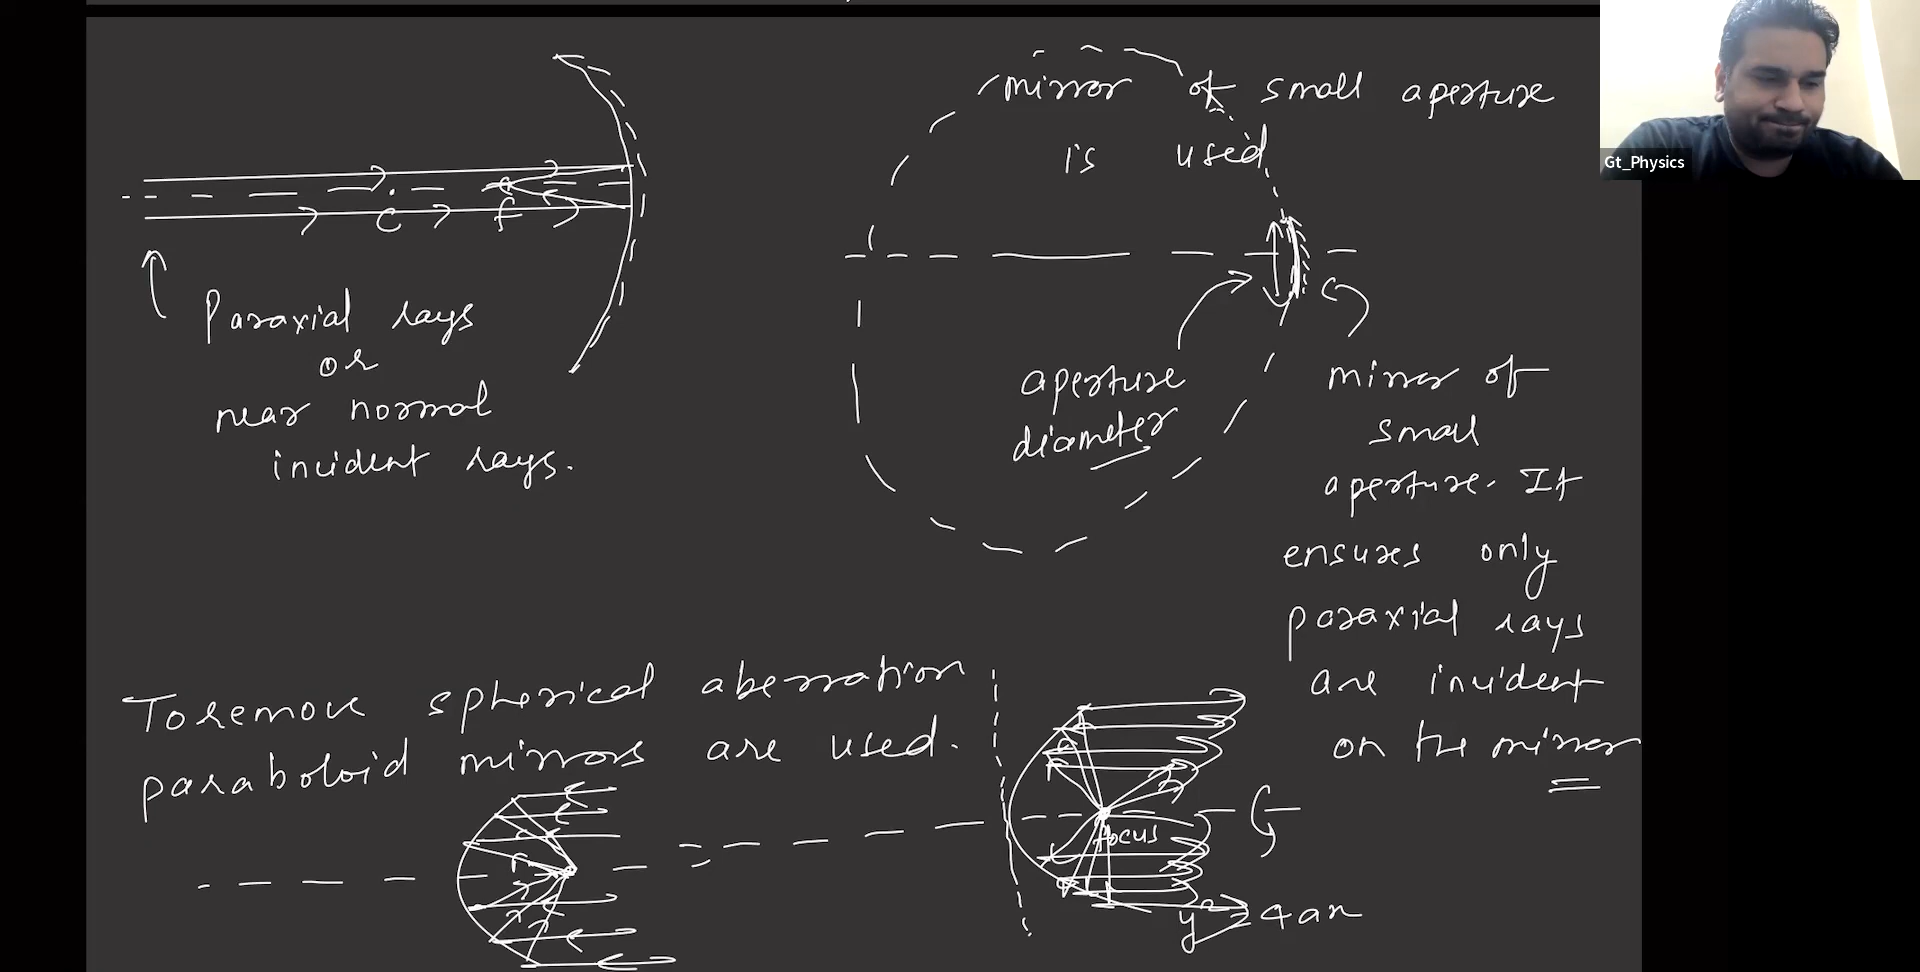 mirror of small aperture
is used
Gt_Physics
C
f
Paraxial rays
or
near normal
incident rays.
aperture
diameter
mirror of
small
aperture. It
ensures only
paraxial rays
are incident
on the mirror
To remove spherical aberration
paraboloid mirrors are used.
focus
y² = 4ax